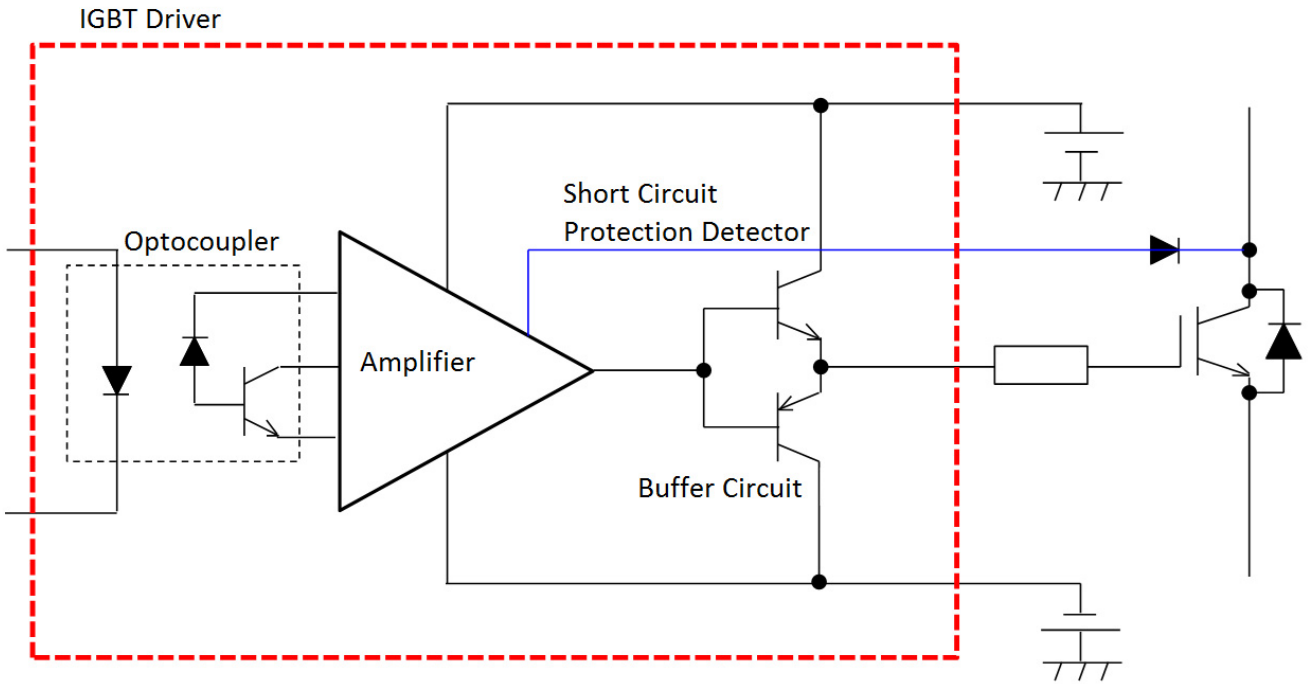 IGBT Driver
Short Circuit
Protection Detector
Optocoupler
Amplifier
Buffer Circuit